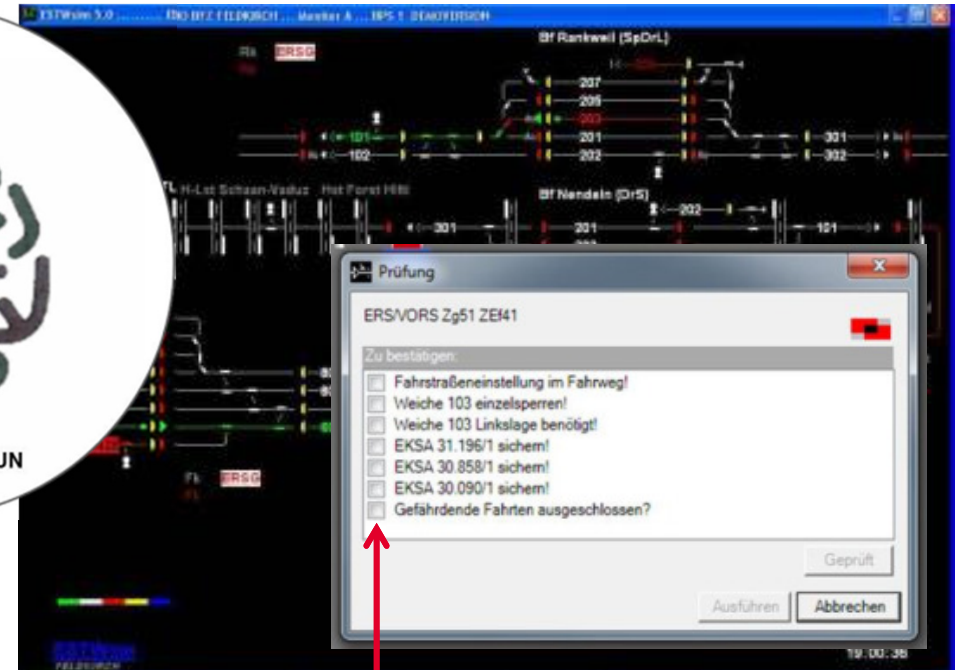 ESTWsim 5.0
Monitor A
DEMOVERSION
Bf Rankweil (SpDrL)
ERSG
207
205
203
101
201
301
102
202
302
H-Lst Schaan-Vaduz
Hst Forst Hilti
Bf Nendeln (DrS)
202
301
201
101
Prüfung
ERS/VORS Zg51 ZEf41
Zu bestätigen:
Fahrstraßeneinstellung im Fahrweg!
Weiche 103 einzelsperren!
Weiche 103 Linkslage benötigt!
EKSA 31.196/1 sichern!
EKSA 30.858/1 sichern!
EKSA 30.090/1 sichern!
Gefährdende Fahrten ausgeschlossen?
Geprüft
Ausführen
Abbrechen
UN
ERSG
19:00:36